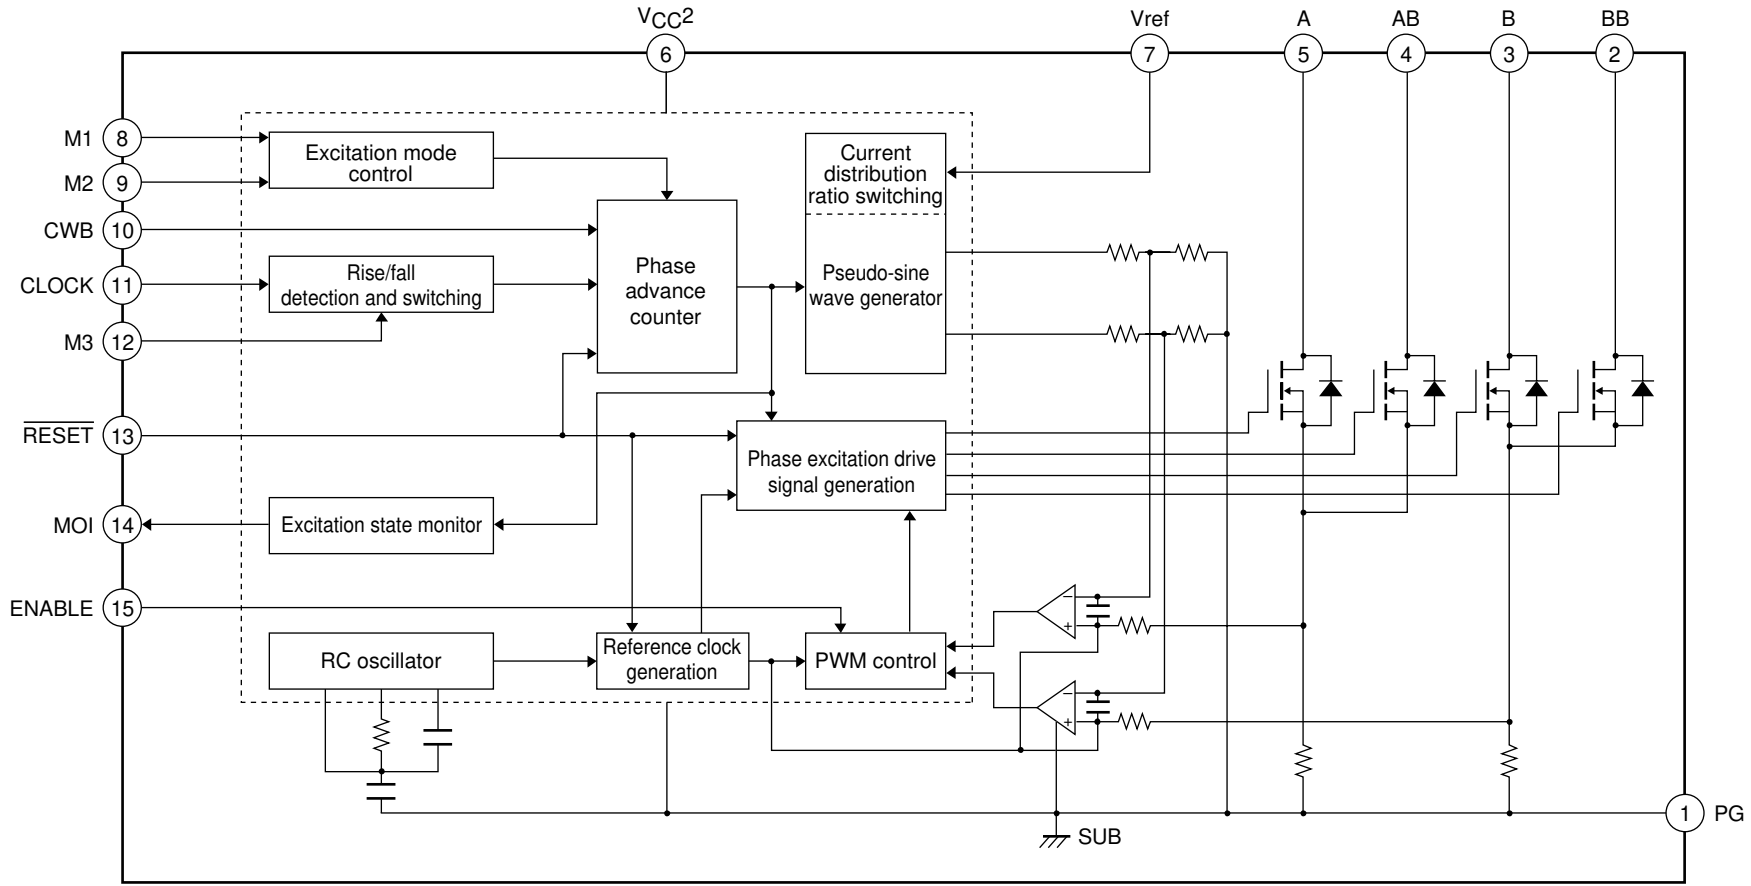 VCC2
Vref
A
AB
B
BB
6
7
5
4
3
2
M1
8
M2
9
CWB
10
CLOCK
11
M3
12
RESET
13
MOI
14
ENABLE
15
Excitation mode
control
Rise/fall
detection and switching
Phase
advance
counter
Current
distribution
ratio switching
Pseudo-sine
wave generator
Phase excitation drive
signal generation
Excitation state monitor
RC oscillator
Reference clock
generation
PWM control
−
+
−
+
SUB
1
PG